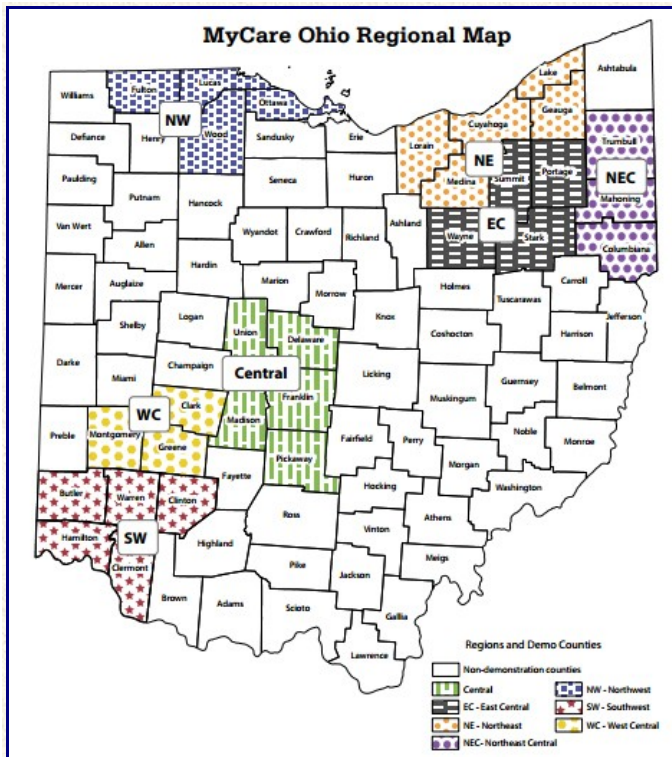 MyCare Ohio Regional Map
Williams
Fulton
Lucas
Ottawa
Lake
Ashtabula
Geauga
Cuyahoga
NW
Defiance
Henry
Wood
Sandusky
Erie
Lorain
NE
Trumbull
Paulding
Seneca
Huron
Medina
Summit
Portage
NEC
Mahoning
Putnam
Hancock
Van Wert
Wyandot
Crawford
Richland
Ashland
EC
Wayne
Stark
Columbiana
Allen
Hardin
Mercer
Auglaize
Marion
Morrow
Holmes
Carroll
Tuscarawas
Jefferson
Logan
Union
Knox
Shelby
Delaware
Coshocton
Harrison
Darke
Champaign
Central
Licking
Miami
Guernsey
Belmont
Clark
Franklin
Muskingum
WC
Madison
Preble
Montgomery
Greene
Fairfield
Perry
Noble
Monroe
Pickaway
Morgan
Fayette
Hocking
Washington
Butler
Warren
Clinton
Ross
Athens
Vinton
Hamilton
SW
Highland
Meigs
Clermont
Pike
Jackson
Brown
Adams
Scioto
Gallia
Lawrence
Regions and Demo Counties
Non-demonstration counties
Central
NW - Northwest
EC - East Central
SW - Southwest
NE - Northeast
WC - West Central
NEC- Northeast Central